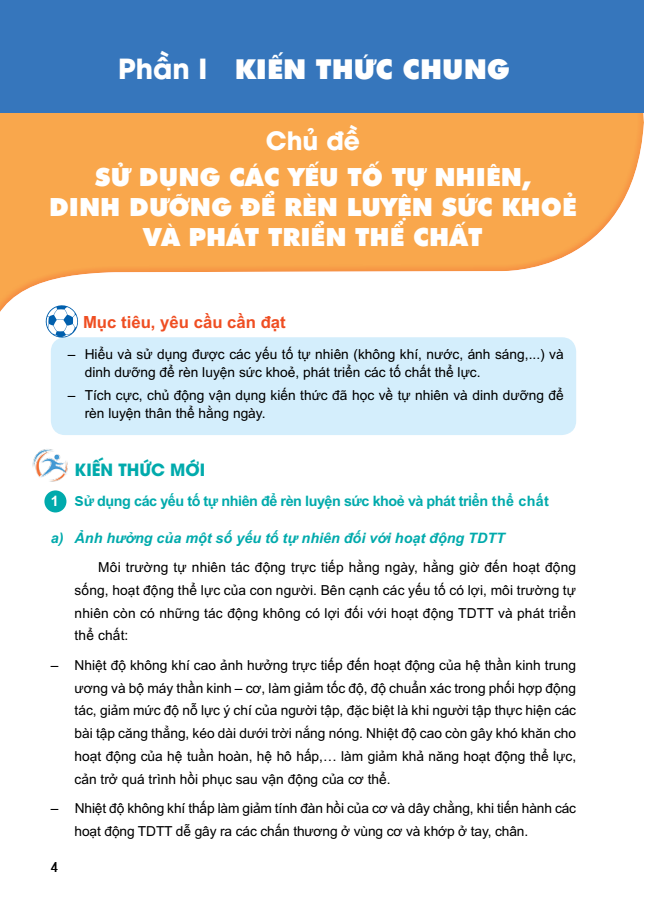 Phần I KIẾN THỨC CHUNG
Chủ đề
SỬ DỤNG CÁC YẾU TỐ TỰ NHIÊN,
DINH DƯỠNG ĐỂ RÈN LUYỆN SỨC KHOẺ
VÀ PHÁT TRIỂN THỂ CHẤT
Mục tiêu, yêu cầu cần đạt
– Hiểu và sử dụng được các yếu tố tự nhiên (không khí, nước, ánh sáng,...) và
dinh dưỡng để rèn luyện sức khoẻ, phát triển các tố chất thể lực.
– Tích cực, chủ động vận dụng kiến thức đã học về tự nhiên và dinh dưỡng để
rèn luyện thân thể hằng ngày.
KIẾN THỨC MỚI
1 Sử dụng các yếu tố tự nhiên để rèn luyện sức khoẻ và phát triển thể chất
a) Ảnh hưởng của một số yếu tố tự nhiên đối với hoạt động TDTT
Môi trường tự nhiên tác động trực tiếp hằng ngày, hằng giờ đến hoạt động
sống, hoạt động thể lực của con người. Bên cạnh các yếu tố có lợi, môi trường tự
nhiên còn có những tác động không có lợi đối với hoạt động TDTT và phát triển
thể chất:
– Nhiệt độ không khí cao ảnh hưởng trực tiếp đến hoạt động của hệ thần kinh trung
ương và bộ máy thần kinh – cơ, làm giảm tốc độ, độ chuẩn xác trong phối hợp động
tác, giảm mức độ nỗ lực ý chí của người tập, đặc biệt là khi người tập thực hiện các
bài tập căng thẳng, kéo dài dưới trời nắng nóng. Nhiệt độ cao còn gây khó khăn cho
hoạt động của hệ tuần hoàn, hệ hô hấp,… làm giảm khả năng hoạt động thể lực,
cản trở quá trình hồi phục sau vận động của cơ thể.
– Nhiệt độ không khí thấp làm giảm tính đàn hồi của cơ và dây chằng, khi tiến hành các
hoạt động TDTT dễ gây ra các chấn thương ở vùng cơ và khớp ở tay, chân.
4